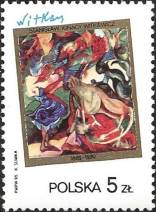 Witkacy
STANISŁAW IGNACY WITKIEWICZ
1885-1939
POLSKA 5 ZŁ